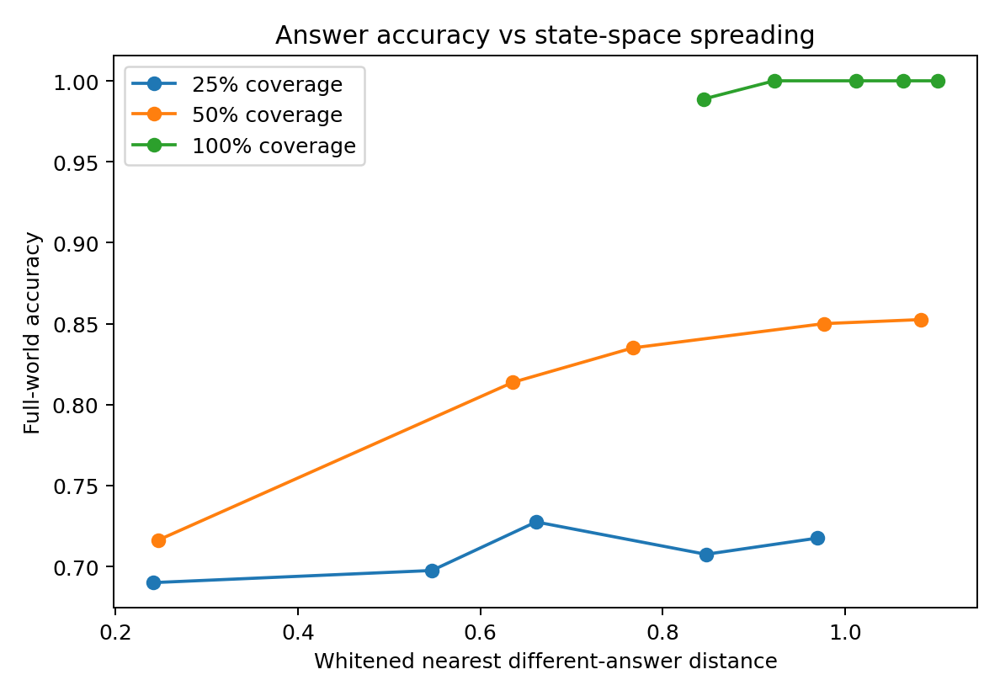 Answer accuracy vs state-space spreading
25% coverage
50% coverage
100% coverage
Full-world accuracy
1.00
0.95
0.90
0.85
0.80
0.75
0.70
0.2 0.4 0.6 0.8 1.0
Whitened nearest different-answer distance